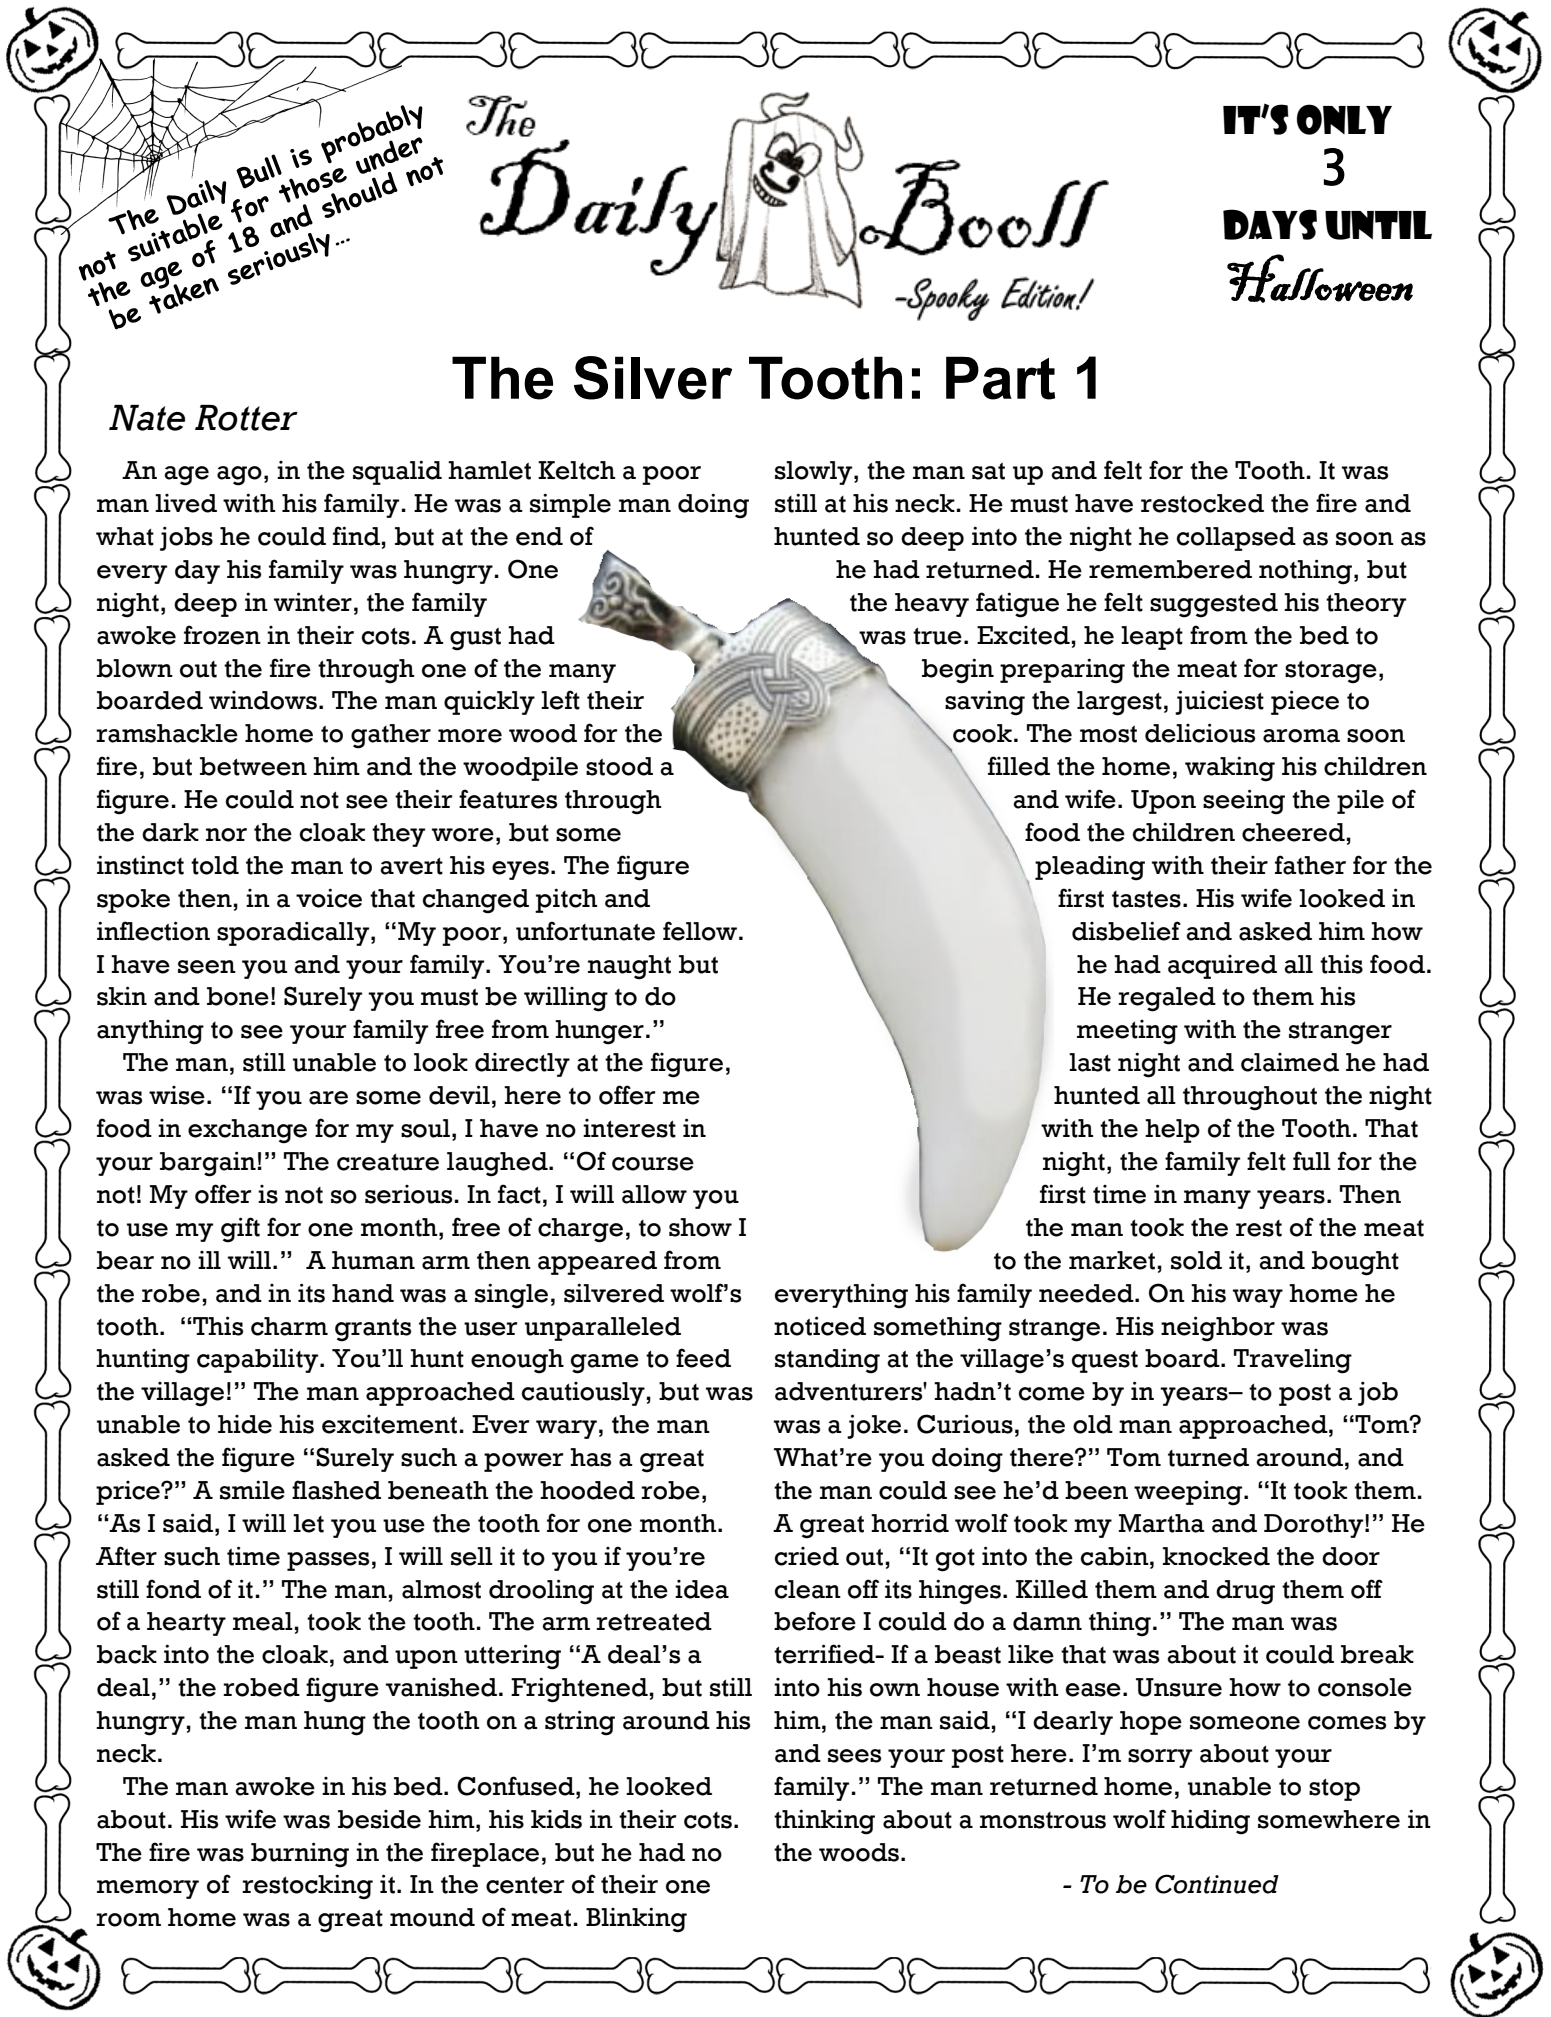 The Daily Bull is probably
not suitable for those under
the age of 18 and should not
be taken seriously...
The
Daily Booll
-Spooky Edition!
IT'S ONLY
3
DAYS UNTIL
Halloween
The Silver Tooth: Part 1
Nate Rotter
An age ago, in the squalid hamlet Keltch a poor
man lived with his family. He was a simple man doing
what jobs he could find, but at the end of
every day his family was hungry. One
night, deep in winter, the family
awoke frozen in their cots. A gust had
blown out the fire through one of the many
boarded windows. The man quickly left their
ramshackle home to gather more wood for the
fire, but between him and the woodpile stood a
figure. He could not see their features through
the dark nor the cloak they wore, but some
instinct told the man to avert his eyes. The figure
spoke then, in a voice that changed pitch and
inflection sporadically, “My poor, unfortunate fellow.
I have seen you and your family. You’re naught but
skin and bone! Surely you must be willing to do
anything to see your family free from hunger.”
The man, still unable to look directly at the figure,
was wise. “If you are some devil, here to offer me
food in exchange for my soul, I have no interest in
your bargain!” The creature laughed. “Of course
not! My offer is not so serious. In fact, I will allow you
to use my gift for one month, free of charge, to show I
bear no ill will.”  A human arm then appeared from
the robe, and in its hand was a single, silvered wolf’s
tooth.  “This charm grants the user unparalleled
hunting capability. You’ll hunt enough game to feed
the village!” The man approached cautiously, but was
unable to hide his excitement. Ever wary, the man
asked the figure “Surely such a power has a great
price?” A smile flashed beneath the hooded robe,
“As I said, I will let you use the tooth for one month.
After such time passes, I will sell it to you if you’re
still fond of it.” The man, almost drooling at the idea
of a hearty meal, took the tooth. The arm retreated
back into the cloak, and upon uttering “A deal’s a
deal,” the robed figure vanished. Frightened, but still
hungry, the man hung the tooth on a string around his
neck.
The man awoke in his bed. Confused, he looked
about. His wife was beside him, his kids in their cots.
The fire was burning in the fireplace, but he had no
memory of  restocking it. In the center of their one
room home was a great mound of meat. Blinking
slowly, the man sat up and felt for the Tooth. It was
still at his neck. He must have restocked the fire and
hunted so deep into the night he collapsed as soon as
he had returned. He remembered nothing, but
the heavy fatigue he felt suggested his theory
was true. Excited, he leapt from the bed to
begin preparing the meat for storage,
saving the largest, juiciest piece to
cook. The most delicious aroma soon
filled the home, waking his children
and wife. Upon seeing the pile of
food the children cheered,
pleading with their father for the
first tastes. His wife looked in
disbelief and asked him how
he had acquired all this food.
He regaled to them his
meeting with the stranger
last night and claimed he had
hunted all throughout the night
with the help of the Tooth. That
night, the family felt full for the
first time in many years. Then
the man took the rest of the meat
to the market, sold it, and bought
everything his family needed. On his way home he
noticed something strange. His neighbor was
standing at the village’s quest board. Traveling
adventurers' hadn’t come by in years– to post a job
was a joke. Curious, the old man approached, “Tom?
What’re you doing there?” Tom turned around, and
the man could see he’d been weeping. “It took them.
A great horrid wolf took my Martha and Dorothy!” He
cried out, “It got into the cabin, knocked the door
clean off its hinges. Killed them and drug them off
before I could do a damn thing.” The man was
terrified- If a beast like that was about it could break
into his own house with ease. Unsure how to console
him, the man said, “I dearly hope someone comes by
and sees your post here. I’m sorry about your
family.” The man returned home, unable to stop
thinking about a monstrous wolf hiding somewhere in
the woods.
- To be Continued